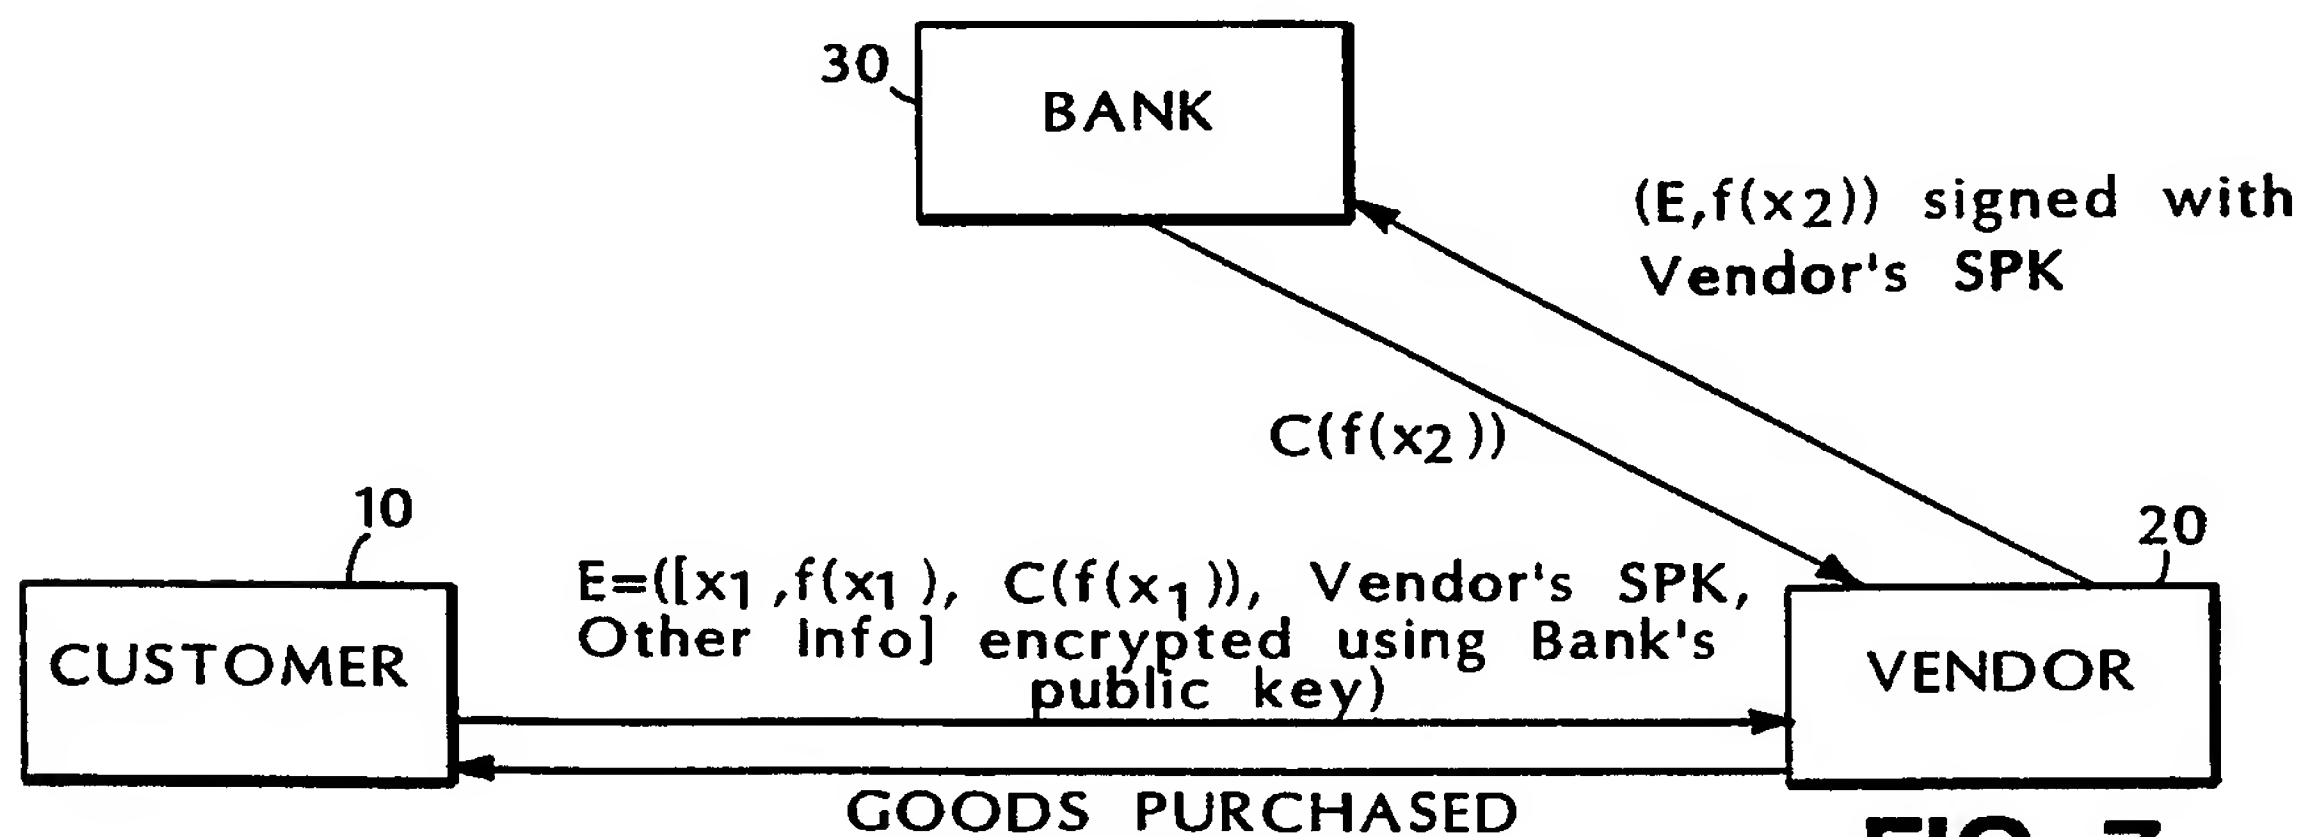 30
BANK
(E,f(x2)) signed with
Vendor's SPK
C(f(x2))
10
20
E=([x1,f(x1), C(f(x1)), Vendor's SPK,
Other Info] encrypted using Bank's
public key)
CUSTOMER
VENDOR
GOODS PURCHASED